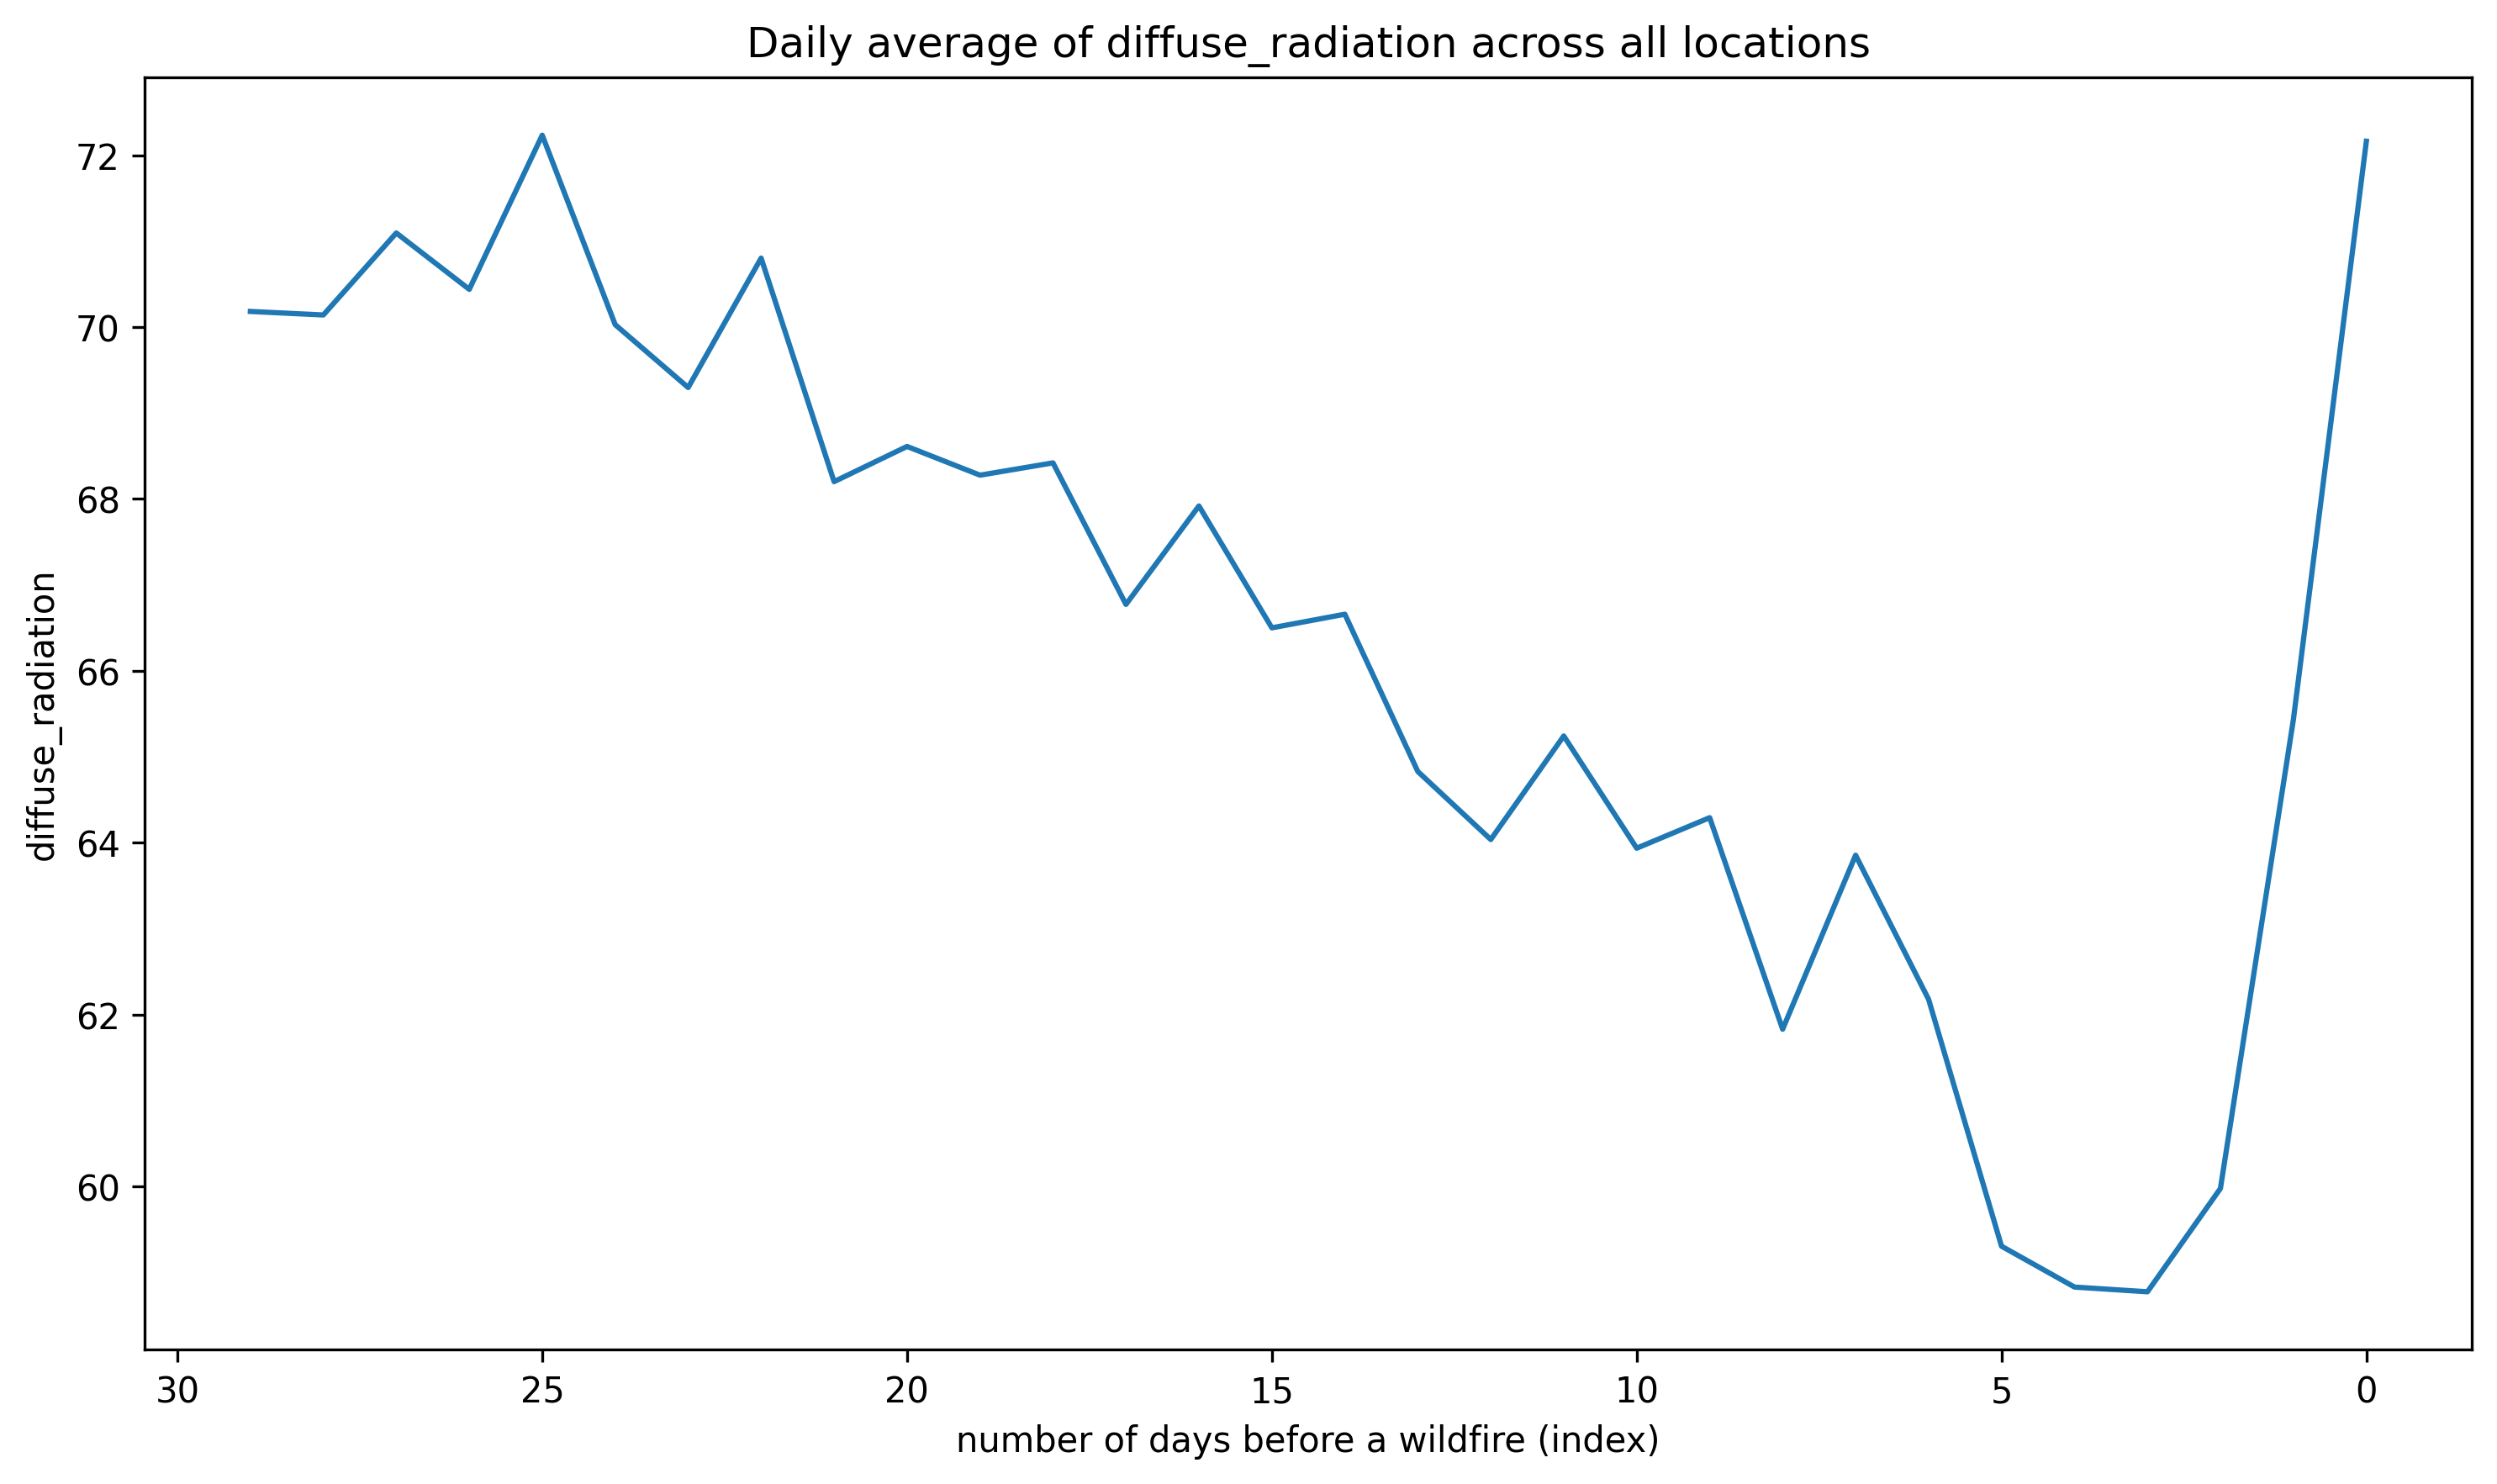 Daily average of diffuse_radiation across all locations
diffuse_radiation
72
70
68
66
64
62
60
30 25 20 15 10 5 0
number of days before a wildfire (index)